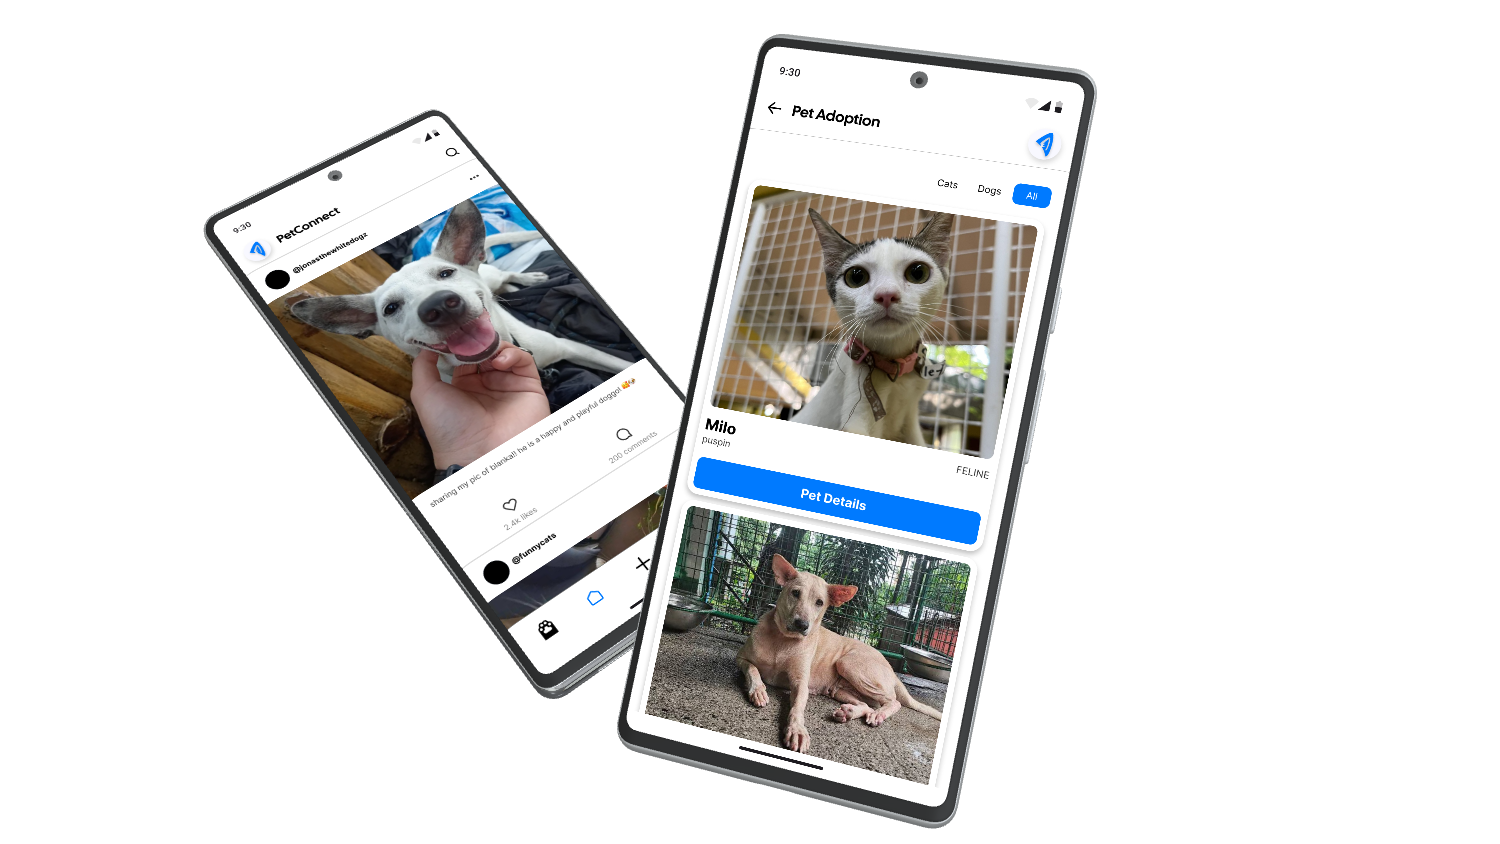 9:30
PetConnect
@jonasthewhitedogz
sharing my pic of blanka!! he is a happy and playful doggo! 🥰🐶
2.4k likes
200 comments
@funnycats
9:30
Pet Adoption
Cats
Dogs
All
Milo
puspin
FELINE
Pet Details